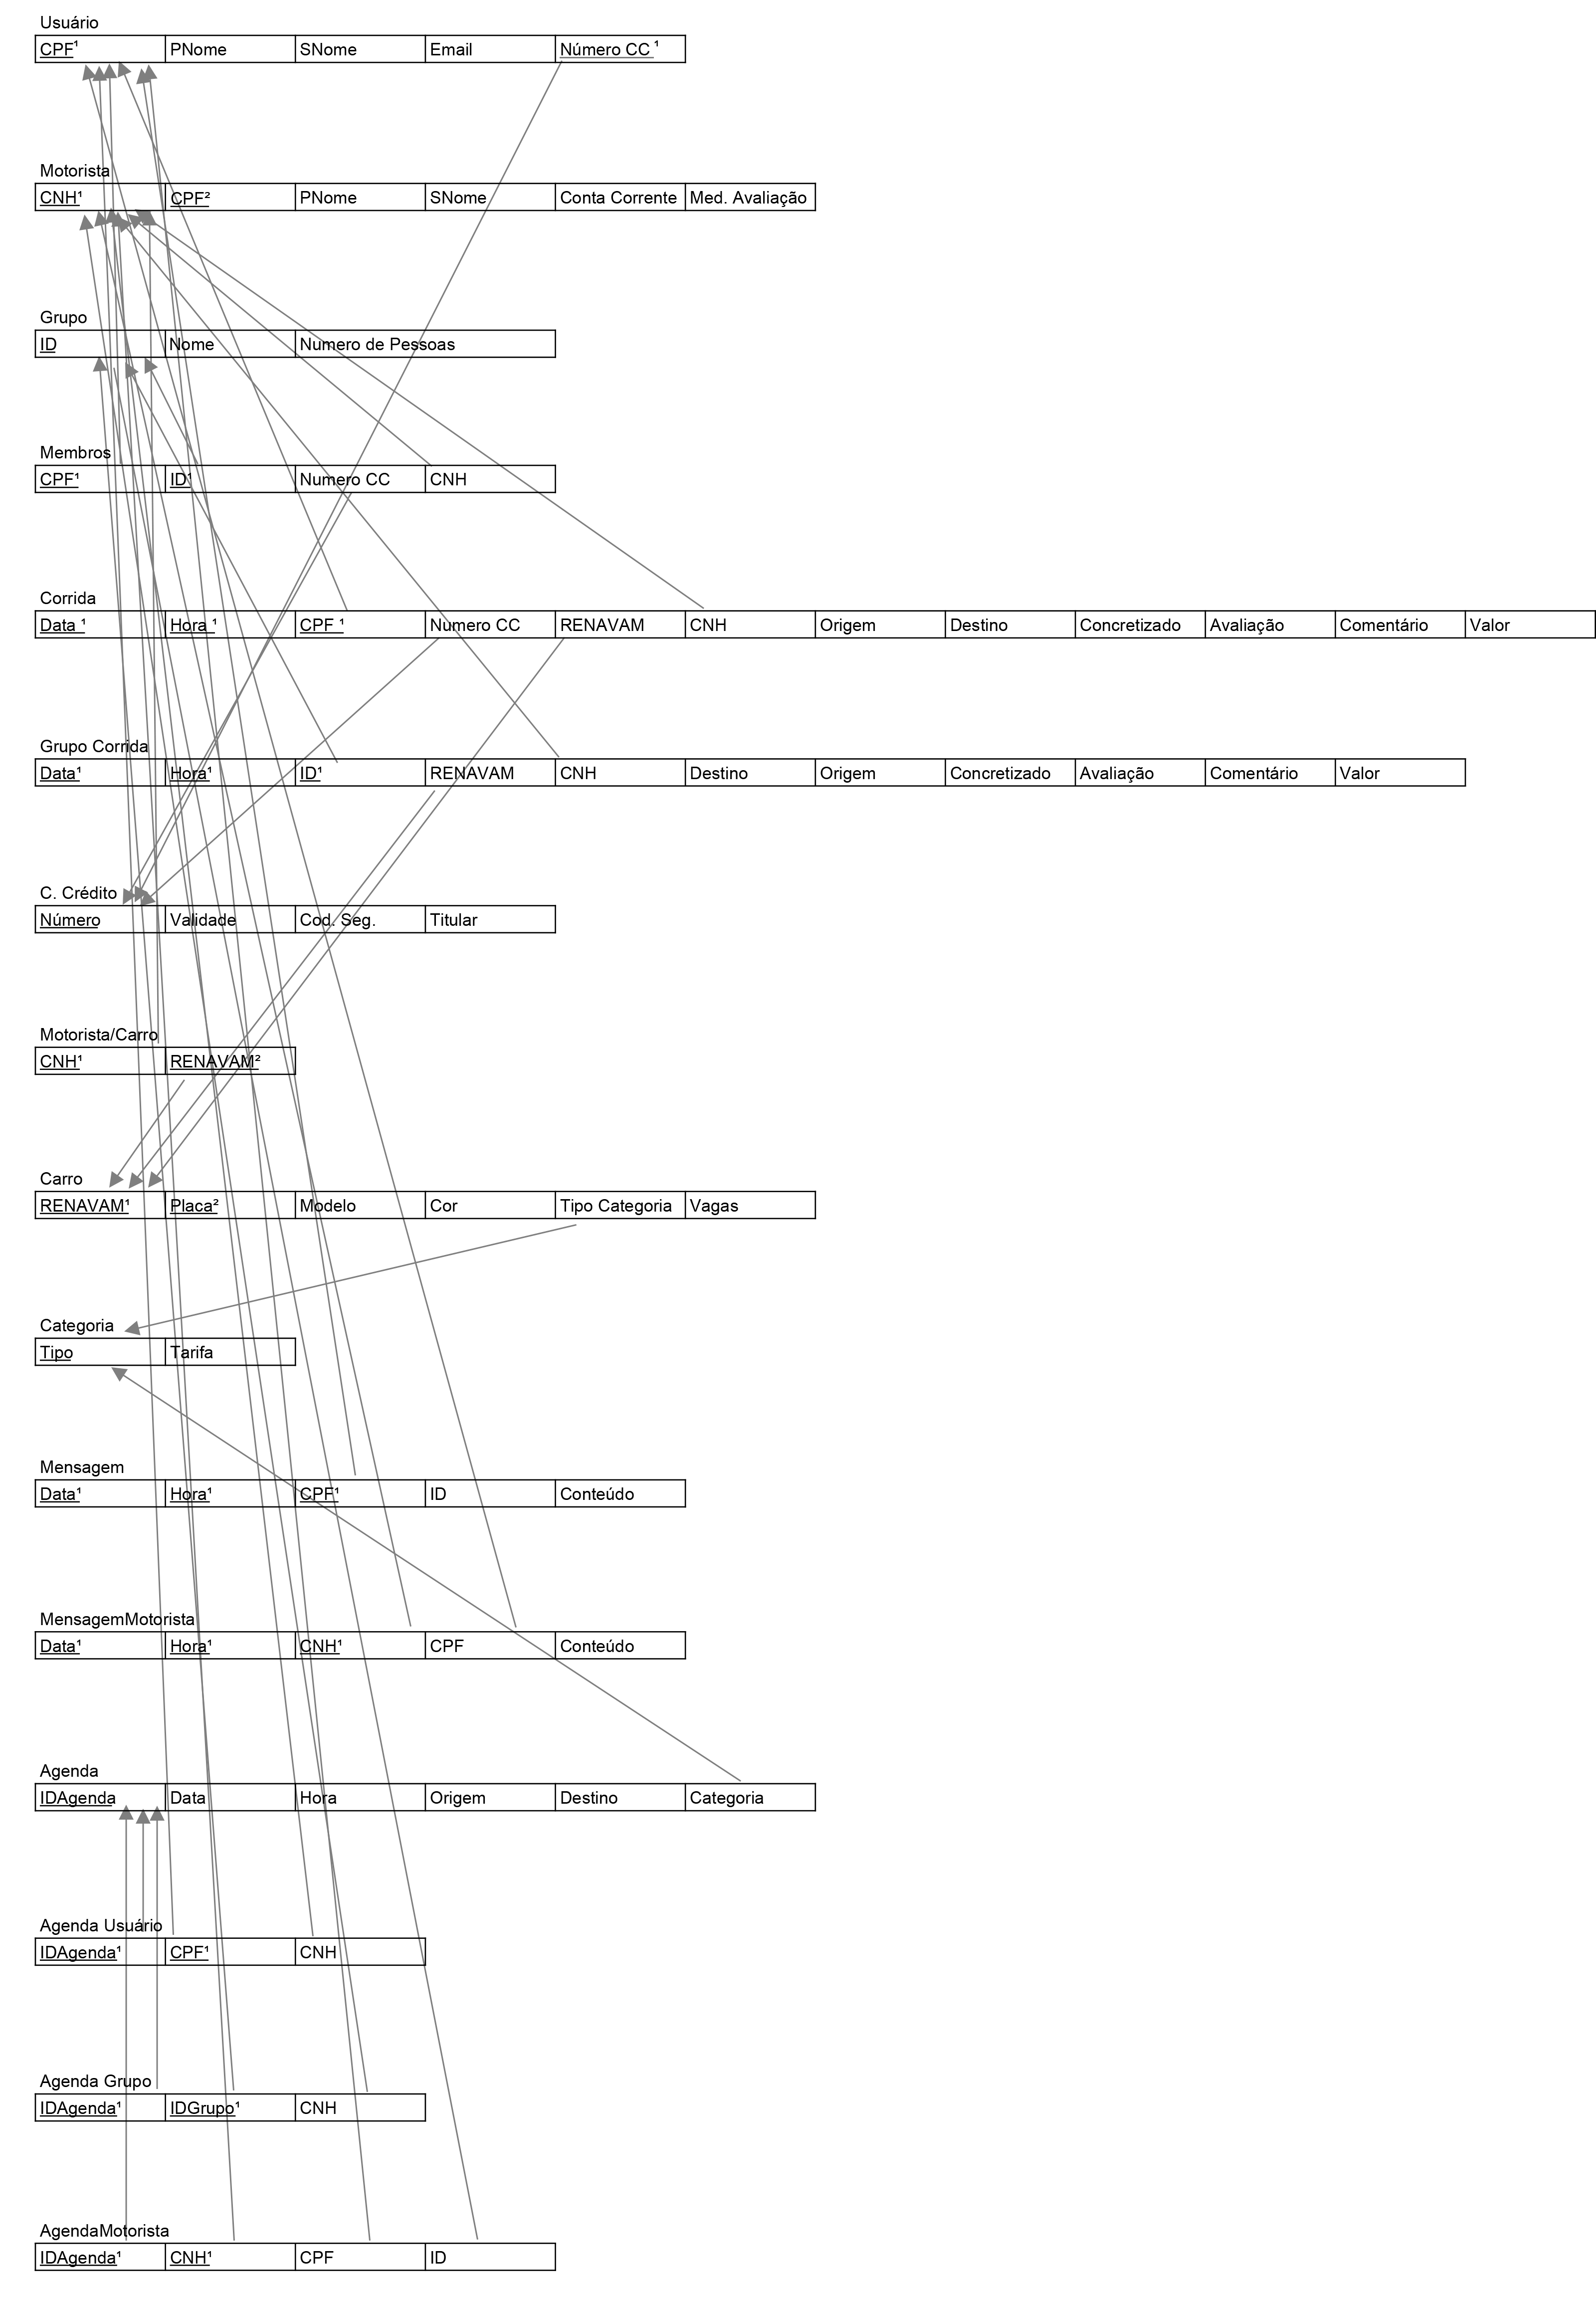 Usuário
CPF¹ PNome SNome Email Número CC ¹
Motorista
CNH¹ CPF² PNome SNome Conta Corrente Med. Avaliação
Grupo
ID Nome Numero de Pessoas
Membros
CPF¹ ID¹ Numero CC CNH
Corrida
Data ¹ Hora ¹ CPF ¹ Numero CC RENAVAM CNH Origem Destino Concretizado Avaliação Comentário Valor
Grupo Corrida
Data¹ Hora¹ ID¹ RENAVAM CNH Destino Origem Concretizado Avaliação Comentário Valor
C. Crédito
Número Validade Cod. Seg. Titular
Motorista/Carro
CNH¹ RENAVAM²
Carro
RENAVAM¹ Placa² Modelo Cor Tipo Categoria Vagas
Categoria
Tipo Tarifa
Mensagem
Data¹ Hora¹ CPF¹ ID Conteúdo
MensagemMotorista
Data¹ Hora¹ CNH¹ CPF Conteúdo
Agenda
IDAgenda Data Hora Origem Destino Categoria
Agenda Usuário
IDAgenda¹ CPF¹ CNH
Agenda Grupo
IDAgenda¹ IDGrupo¹ CNH
AgendaMotorista
IDAgenda¹ CNH¹ CPF ID